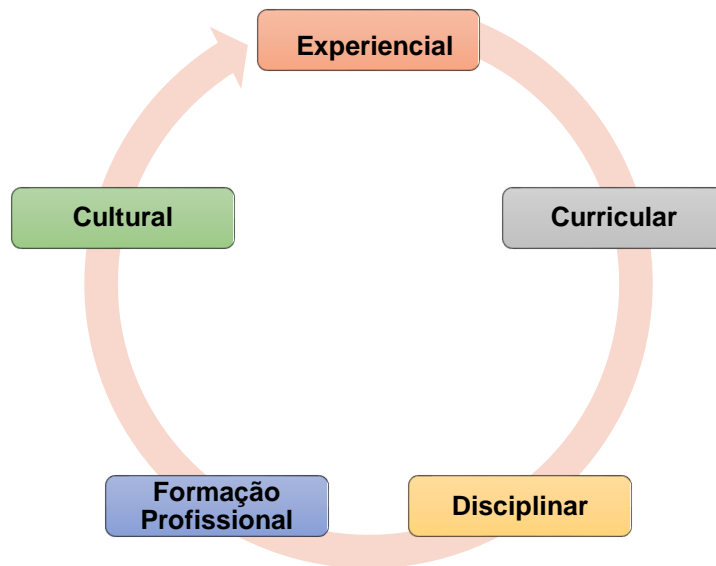 Experiencial
Curricular
Disciplinar
Formação
Profissional
Cultural